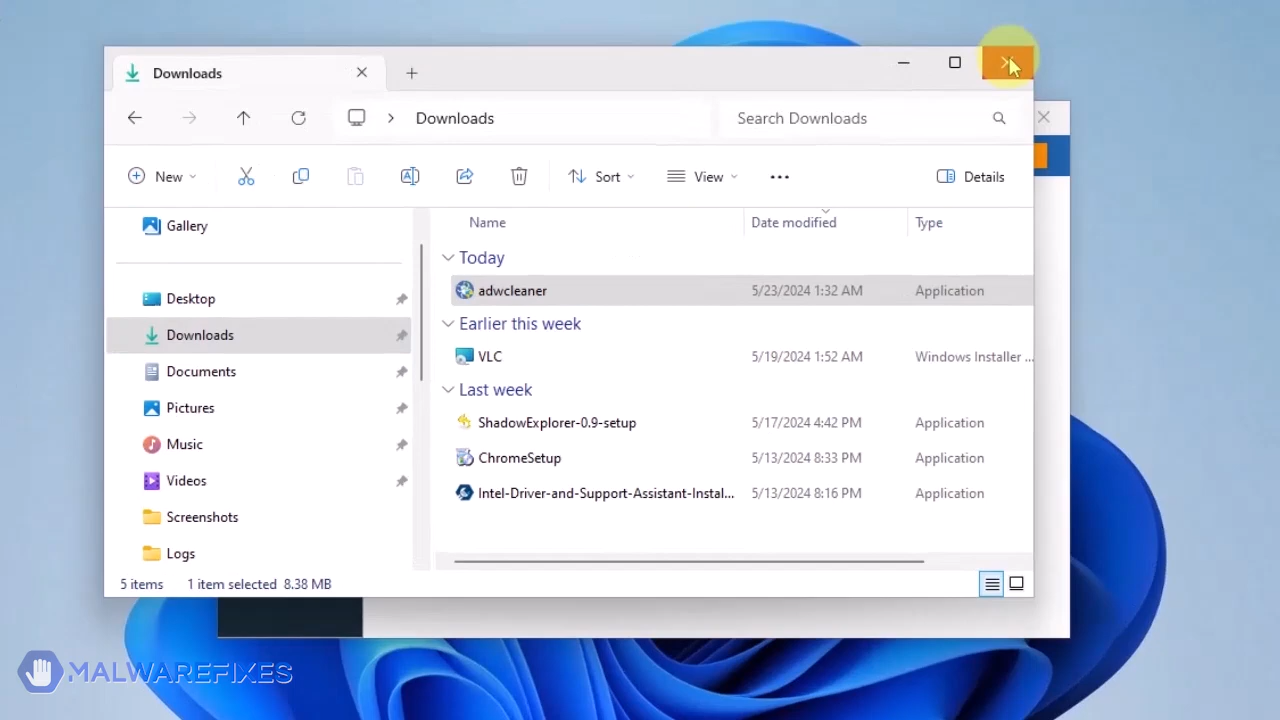 Downloads
Downloads
Search Downloads
New
Sort
View
Details
Gallery
Desktop
Downloads
Documents
Pictures
Music
Videos
Screenshots
Logs
Name Date modified Type
Today
adwcleaner 5/23/2024 1:32 AM Application
Earlier this week
VLC 5/19/2024 1:52 AM Windows Installer ...
Last week
ShadowExplorer-0.9-setup 5/17/2024 4:42 PM Application
ChromeSetup 5/13/2024 8:33 PM Application
Intel-Driver-and-Support-Assistant-Instal... 5/13/2024 8:16 PM Application
5 items 1 item selected 8.38 MB
MALWAREFIXES